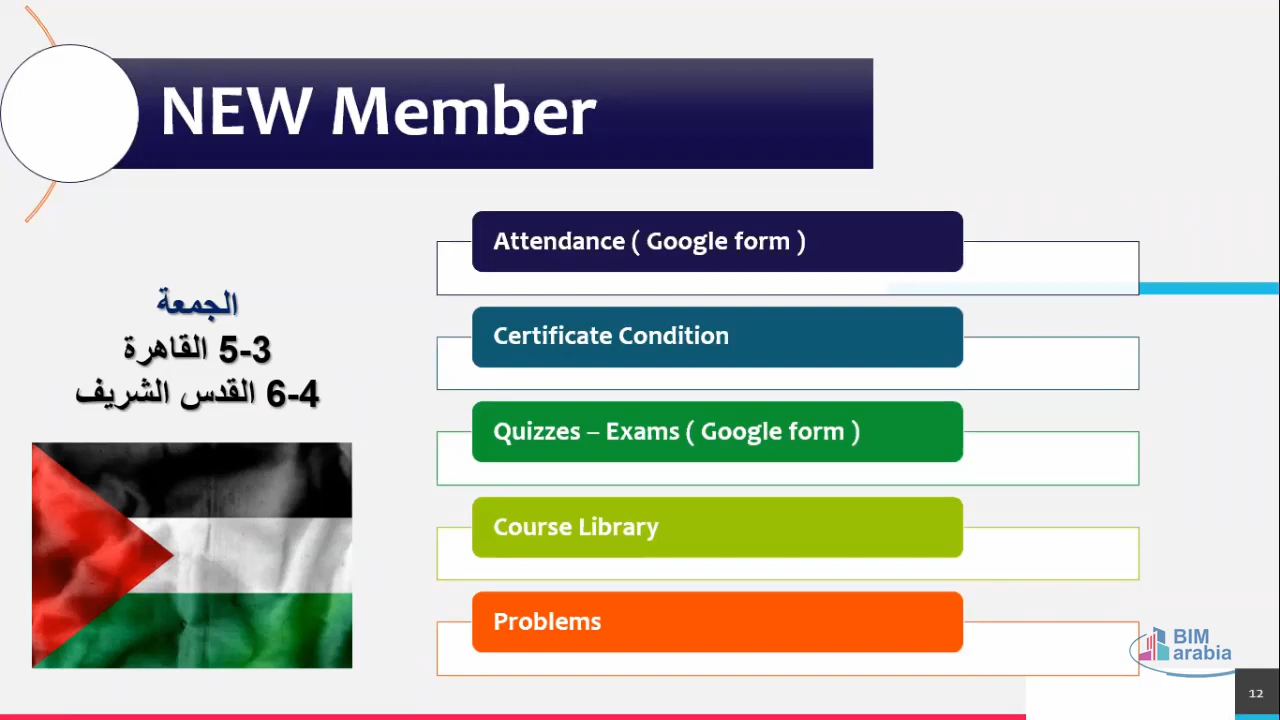 NEW Member
Attendance ( Google form )
Certificate Condition
Quizzes – Exams ( Google form )
Course Library
Problems
الجمعة
5-3 القاهرة
6-4 القدس الشريف
BIM
arabia
12